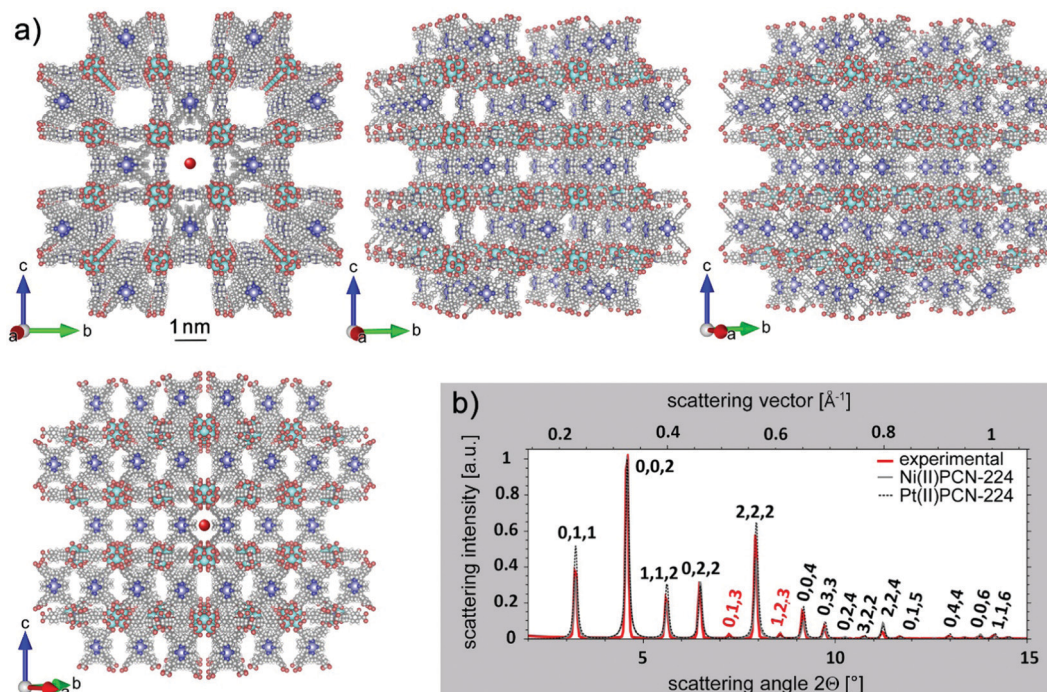 a)
c
a
b
1 nm
c
a
b
c
a
b
c
a
b
b)
scattering vector [Å⁻¹]
0.2 0.4 0.6 0.8 1
scattering intensity [a.u.]
1
0.8
0.6
0.4
0.2
0
experimental
Ni(II)PCN-224
Pt(II)PCN-224
0,1,1
0,0,2
1,1,2
0,2,2
0,1,3
2,2,2
1,2,3
0,0,4
0,3,3
0,2,4
3,2,2
2,2,4
0,1,5
0,4,4
0,0,6
1,1,6
5 10 15
scattering angle 2Θ [°]